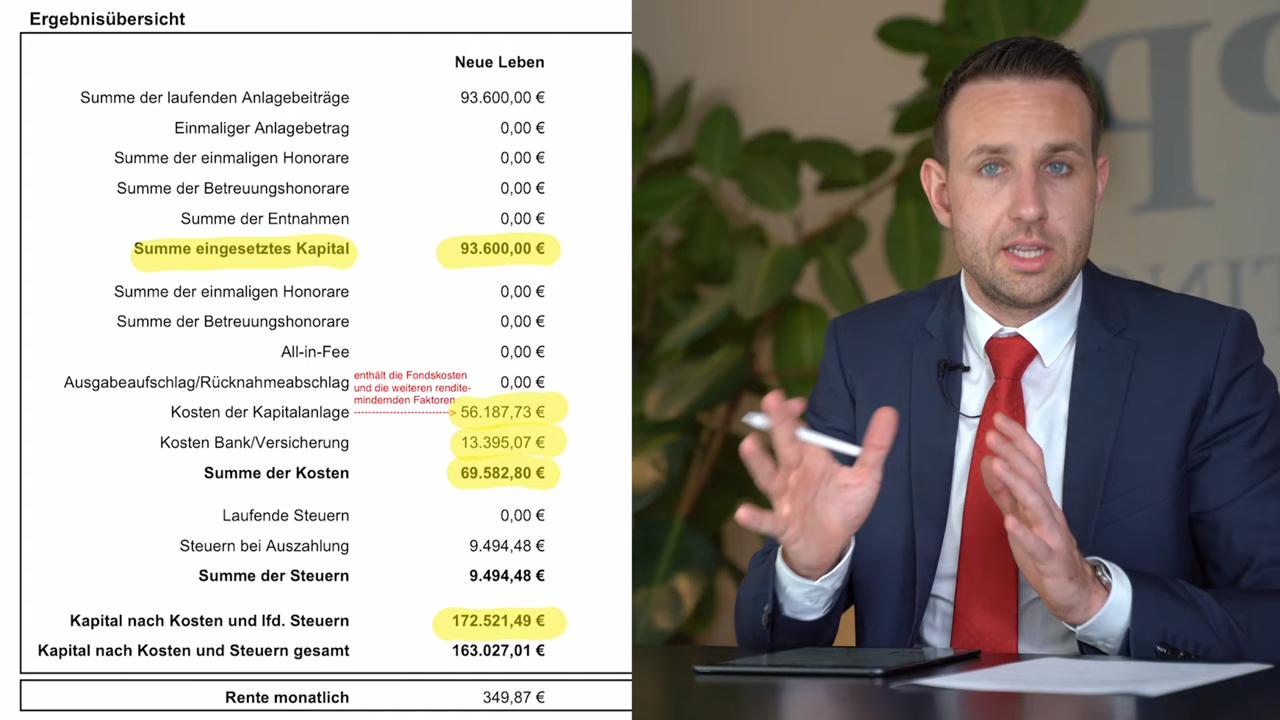 Ergebnisübersicht
Neue Leben
Summe der laufenden Anlagebeiträge 93.600,00 €
Einmaliger Anlagebetrag 0,00 €
Summe der einmaligen Honorare 0,00 €
Summe der Betreuungshonorare 0,00 €
Summe der Entnahmen 0,00 €
Summe eingesetztes Kapital 93.600,00 €
Summe der einmaligen Honorare 0,00 €
Summe der Betreuungshonorare 0,00 €
All-in-Fee 0,00 €
Ausgabeaufschlag/Rücknahmeabschlag 0,00 €
enthält die Fondskosten
und die weiteren rendite-
mindernden Faktoren
Kosten der Kapitalanlage 56.187,73 €
Kosten Bank/Versicherung 13.395,07 €
Summe der Kosten 69.582,80 €
Laufende Steuern 0,00 €
Steuern bei Auszahlung 9.494,48 €
Summe der Steuern 9.494,48 €
Kapital nach Kosten und lfd. Steuern 172.521,49 €
Kapital nach Kosten und Steuern gesamt 163.027,01 €
Rente monatlich 349,87 €